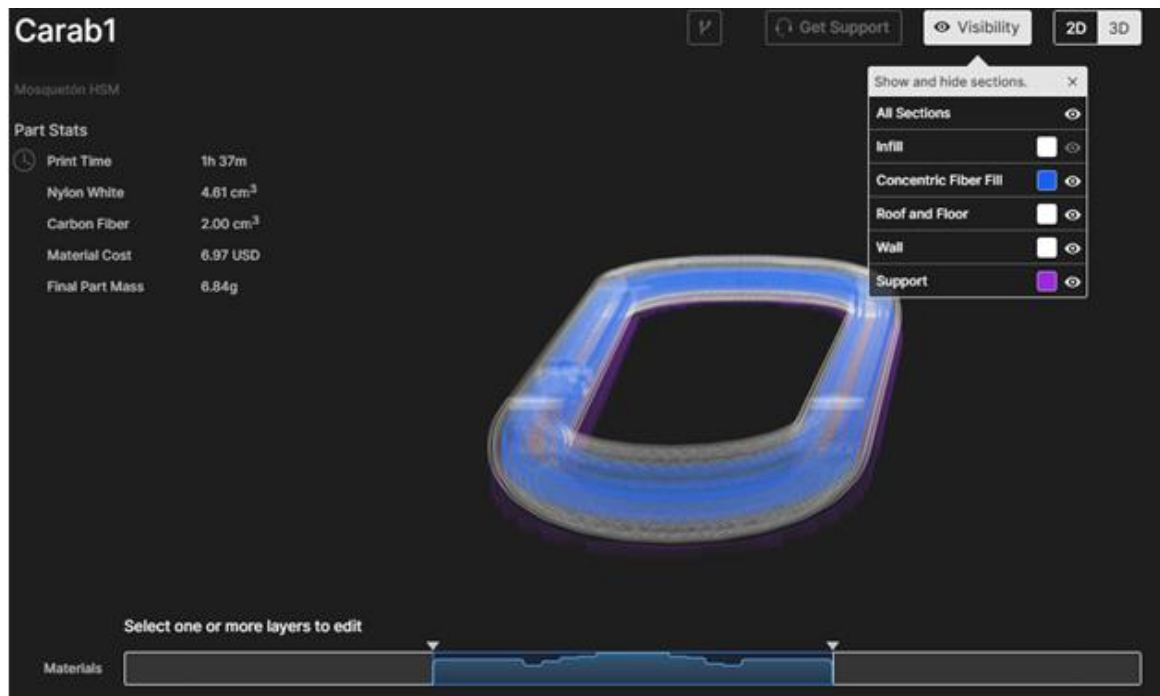 Carab1
Get Support
Visibility
2D
3D
Show and hide sections.
Mosquetón HSM
All Sections
Part Stats
Infill
Print Time 1h 37m
Concentric Fiber Fill
Nylon White 4.61 cm³
Roof and Floor
Carbon Fiber 2.00 cm³
Wall
Material Cost 6.97 USD
Support
Final Part Mass 6.84g
Select one or more layers to edit
Materials